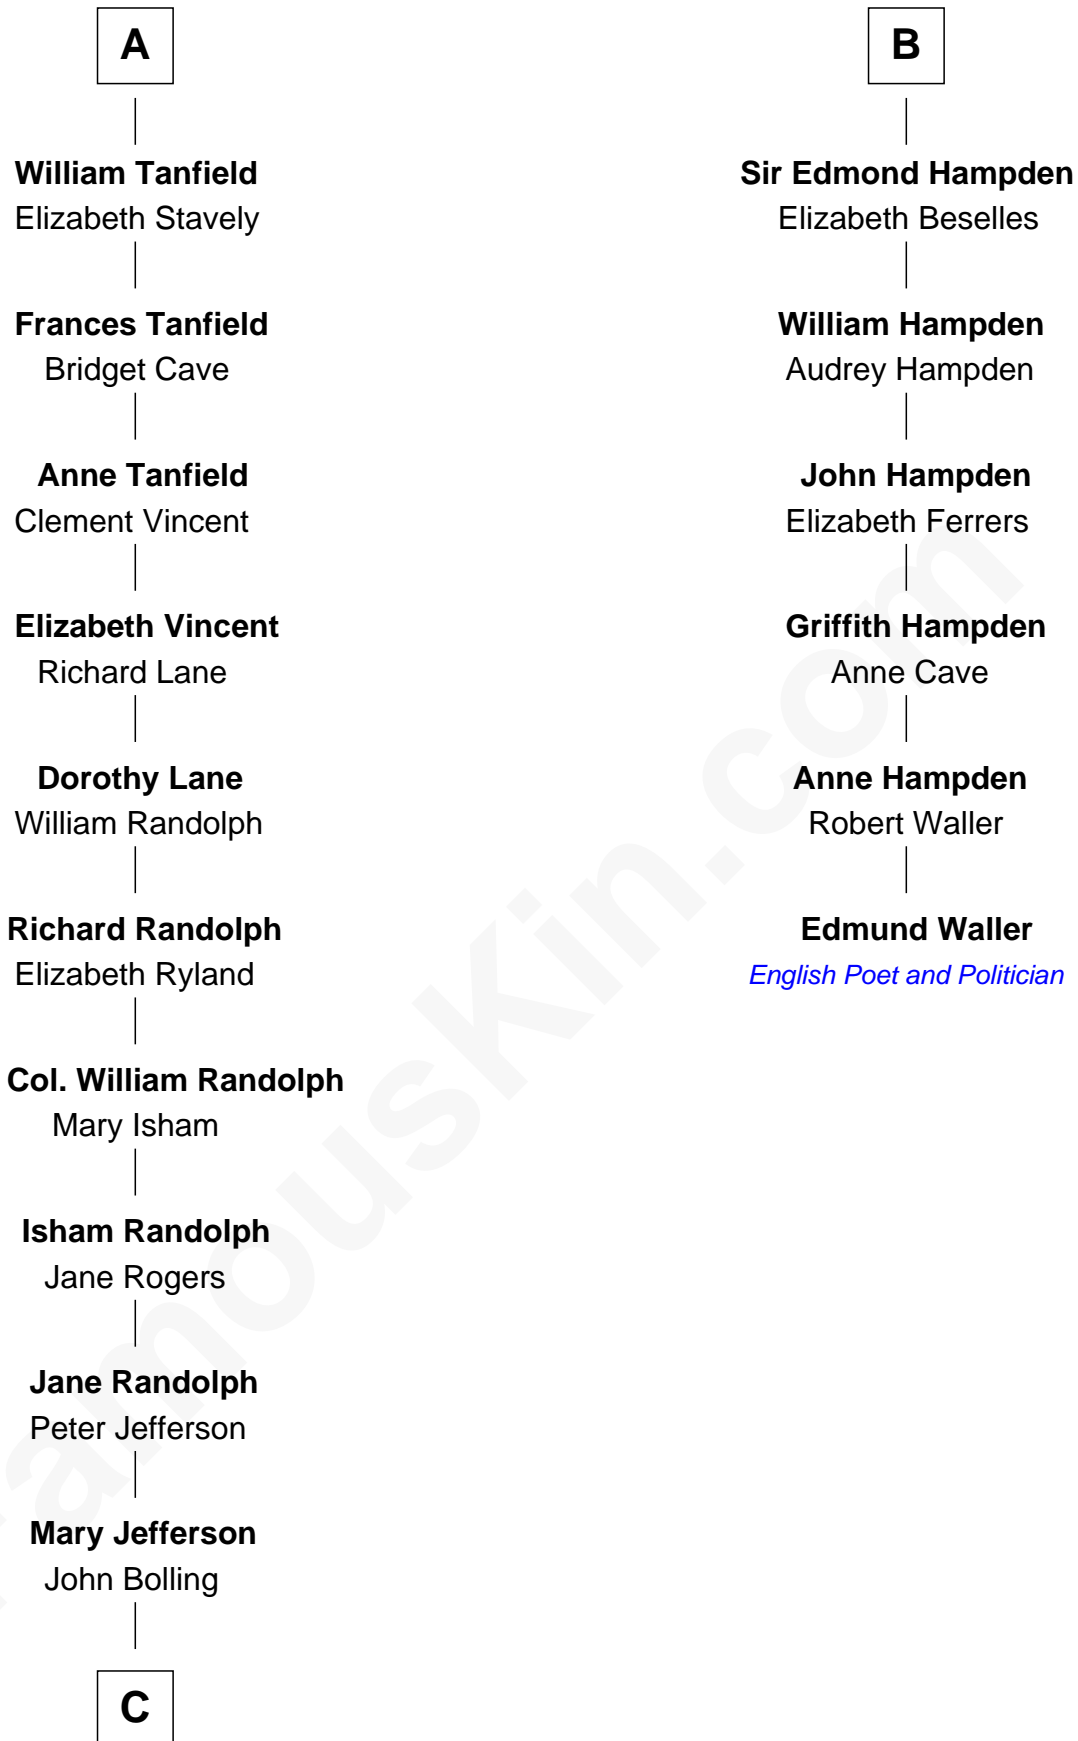 A
William Tanfield
Elizabeth Stavely
Frances Tanfield
Bridget Cave
Anne Tanfield
Clement Vincent
Elizabeth Vincent
Richard Lane
Dorothy Lane
William Randolph
Richard Randolph
Elizabeth Ryland
Col. William Randolph
Mary Isham
Isham Randolph
Jane Rogers
Jane Randolph
Peter Jefferson
Mary Jefferson
John Bolling
C
B
Sir Edmond Hampden
Elizabeth Beselles
William Hampden
Audrey Hampden
John Hampden
Elizabeth Ferrers
Griffith Hampden
Anne Cave
Anne Hampden
Robert Waller
Edmund Waller
English Poet and Politician
FamousKin.com